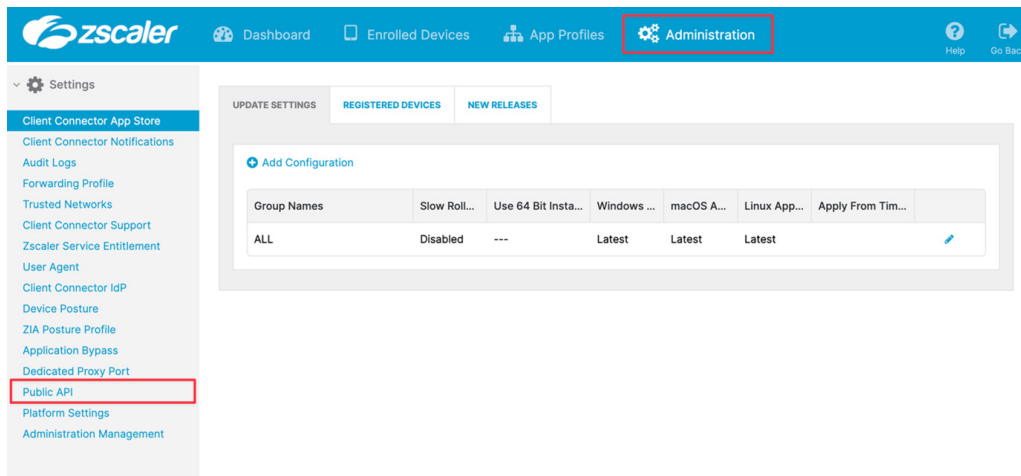 zscaler Dashboard Enrolled Devices App Profiles Administration Help Go Bac
Settings
UPDATE SETTINGS REGISTERED DEVICES NEW RELEASES
Client Connector App Store
Client Connector Notifications
Audit Logs
Forwarding Profile
Trusted Networks
Client Connector Support
Zscaler Service Entitlement
User Agent
Client Connector IdP
Device Posture
ZIA Posture Profile
Application Bypass
Dedicated Proxy Port
Public API
Platform Settings
Administration Management
Add Configuration
Group Names Slow Roll... Use 64 Bit Insta... Windows ... macOS A... Linux App... Apply From Tim...
ALL Disabled --- Latest Latest Latest